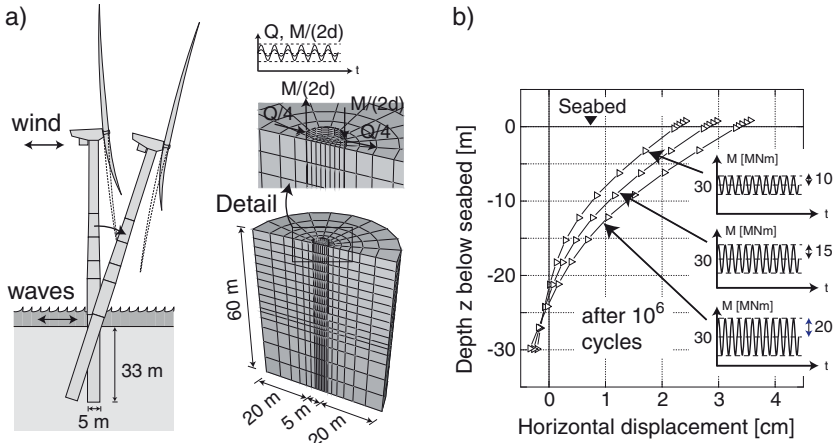 a)
wind
waves
33 m
5 m
Q, M/(2d)
t
M/(2d)
M/(2d)
Q/4
Q/4
Detail
60 m
20 m
5 m
20 m
b)
Seabed
0
-10
-20
-30
Depth z below seabed [m]
0 1 2 3 4
Horizontal displacement [cm]
after 10⁶
cycles
M [MNm]
30
10
t
M [MNm]
30
15
t
M [MNm]
30
20
t